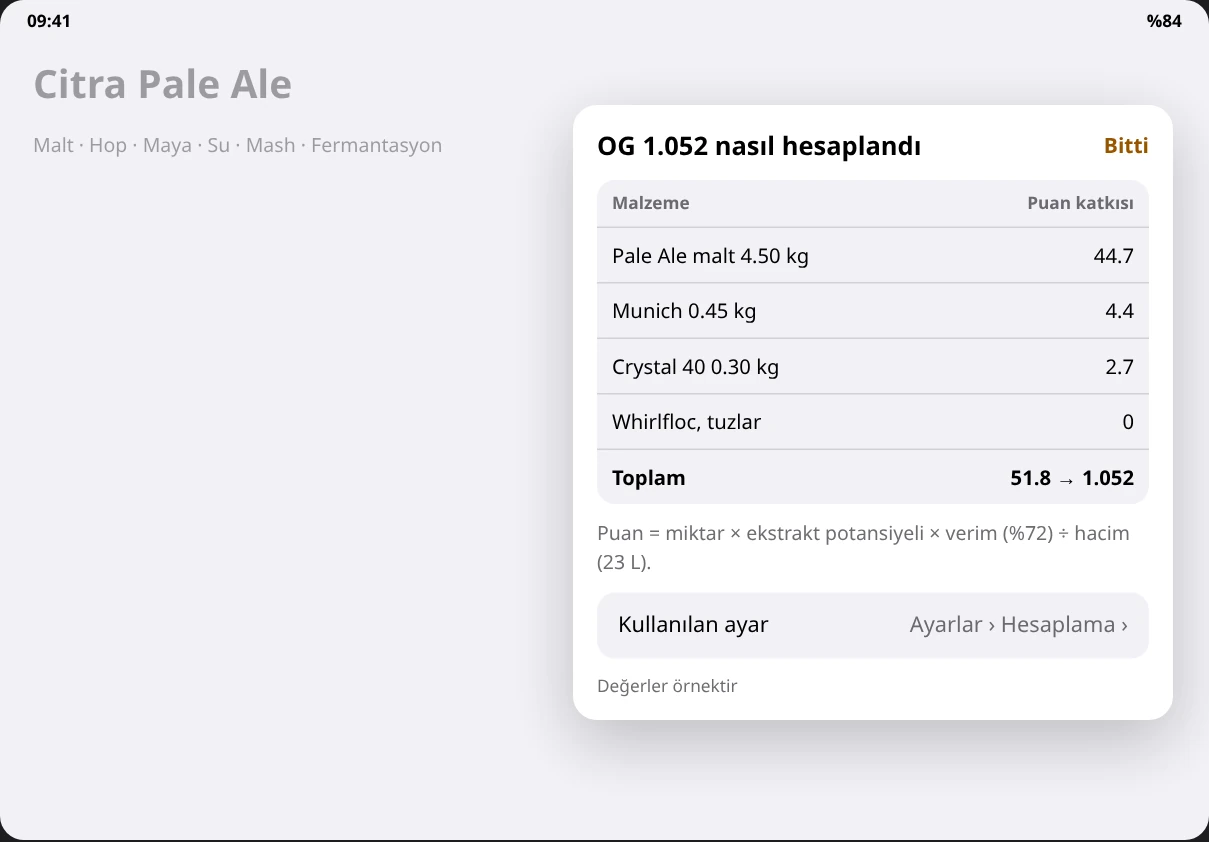 09:41
%84
Citra Pale Ale
Malt · Hop · Maya · Su · Mash · Fermantasyon
OG 1.052 nasıl hesaplandı
Bitti
Malzeme Puan katkısı
Pale Ale malt 4.50 kg 44.7
Munich 0.45 kg 4.4
Crystal 40 0.30 kg 2.7
Whirlfloc, tuzlar 0
Toplam 51.8 → 1.052
Puan = miktar × ekstrakt potansiyeli × verim (%72) ÷ hacim
(23 L).
Kullanılan ayar Ayarlar › Hesaplama ›
Değerler örnektir